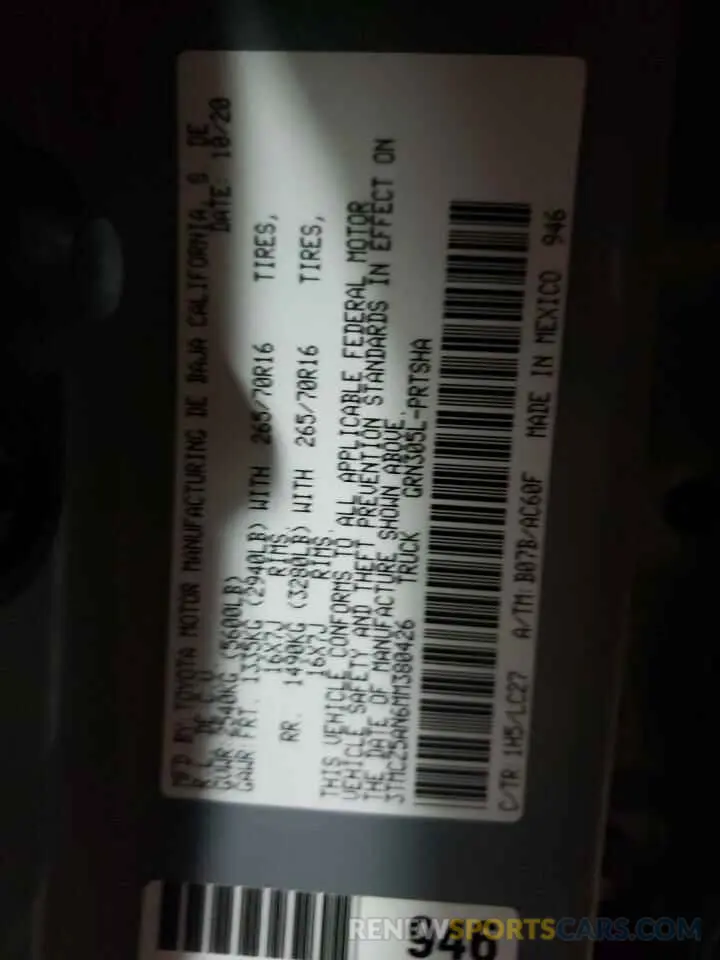 MFD BY: TOYOTA MOTOR MANUFACTURING DE BAJA CALIFORNIA, S DE
R L DE C V DATE: 10/20
GVWR 2540KG (5600LB)
GAWR FRT. 1335KG (2940LB) WITH 265/70R16 TIRES,
16X7J RIMS,
RR. 1490KG (3280LB) WITH 265/70R16 TIRES,
16X7J RIMS,
THIS VEHICLE CONFORMS TO ALL APPLICABLE FEDERAL MOTOR
VEHICLE SAFETY AND THEFT PREVENTION STANDARDS IN EFFECT ON
THE DATE OF MANUFACTURE SHOWN ABOVE.
3TMCZ5AN6MM380426 TRUCK GRN305L-PRTSHA
C/TR 1H5/LC27 A/TM: B07B/AC60F MADE IN MEXICO 946
946
RENEWSPORTSCARS.COM